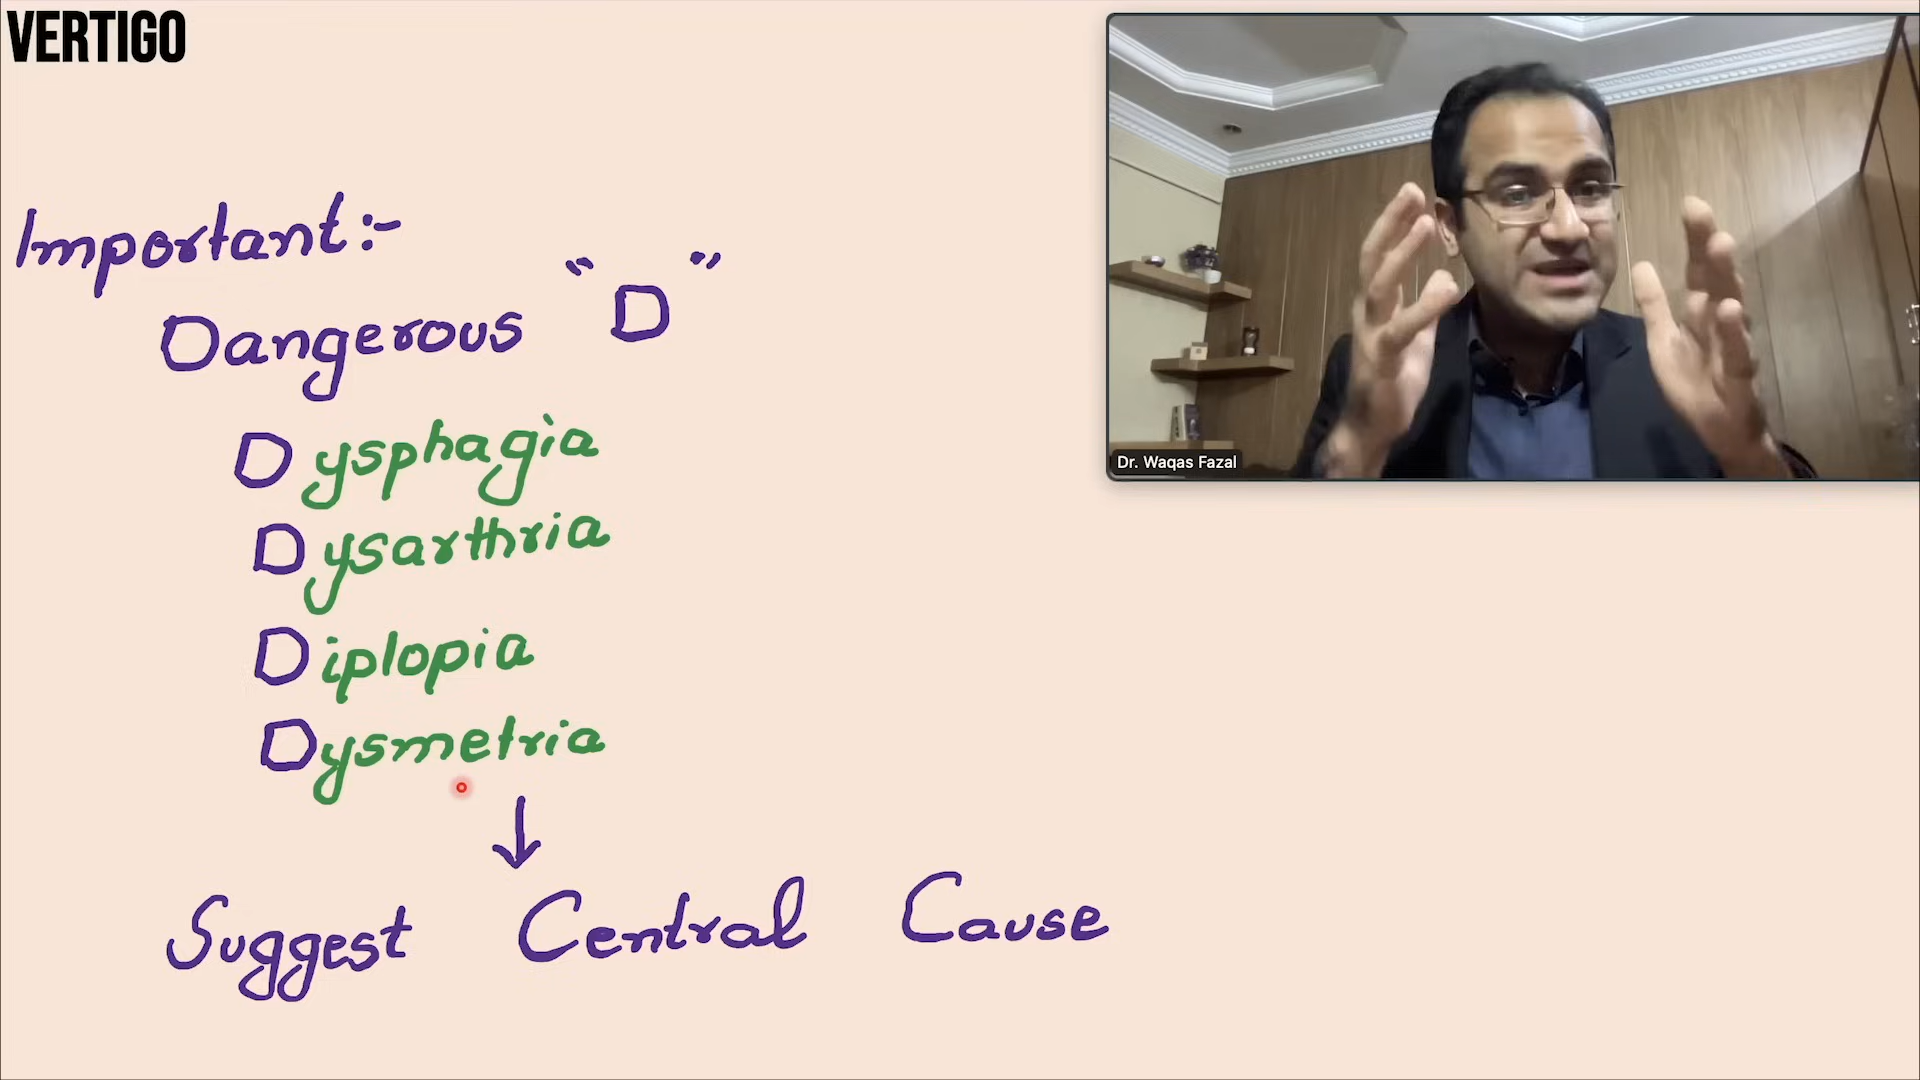 VERTIGO
Important:-
Dangerous "D"
Dysphagia
Dysarthria
Diplopia
Dysmetria
Suggest Central Cause
Dr. Waqas Fazal